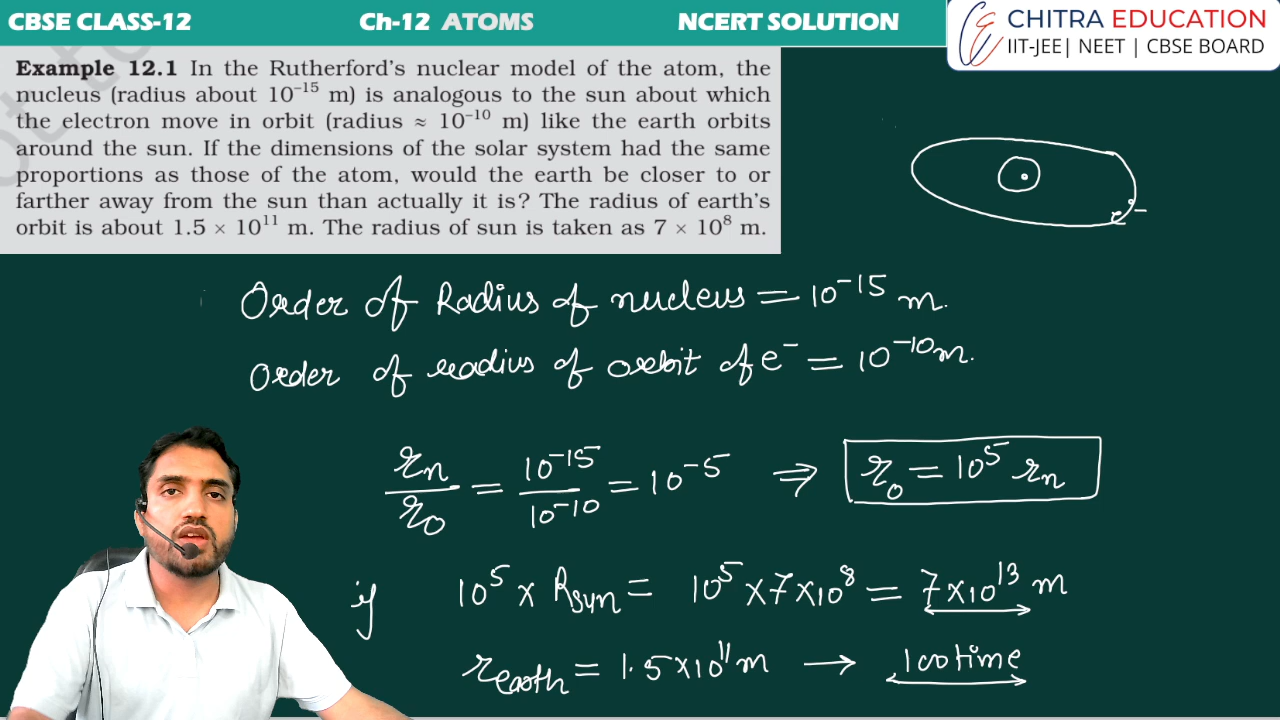 CBSE CLASS-12
Ch-12 ATOMS
NCERT SOLUTION
CHITRA EDUCATION
IIT-JEE| NEET | CBSE BOARD
Example 12.1 In the Rutherford's nuclear model of the atom, the
nucleus (radius about 10⁻¹⁵ m) is analogous to the sun about which
the electron move in orbit (radius ≈ 10⁻¹⁰ m) like the earth orbits
around the sun. If the dimensions of the solar system had the same
proportions as those of the atom, would the earth be closer to or
farther away from the sun than actually it is? The radius of earth's
orbit is about 1.5 × 10¹¹ m. The radius of sun is taken as 7 × 10⁸ m.
e⁻
Order of Radius of nucleus = 10⁻¹⁵ m.
Order of radius of orbit of e⁻ = 10⁻¹⁰ m.
rₙ/r₀ = 10⁻¹⁵/10⁻¹⁰ = 10⁻⁵ ⇒ r₀ = 10⁵ rₙ
if 10⁵ × Rsun = 10⁵ × 7 × 10⁸ = 7 × 10¹³ m
rearth = 1.5 × 10¹¹ m → 100 time